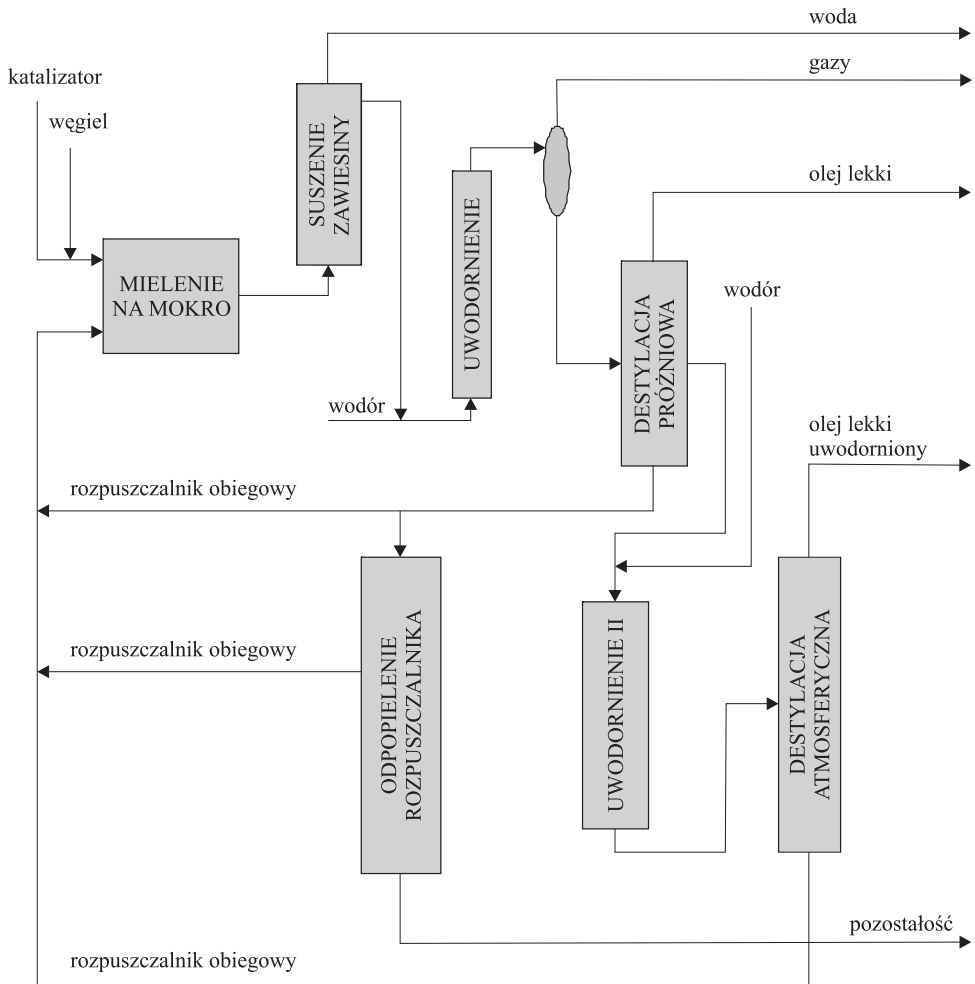 woda
gazy
katalizator
węgiel
SUSZENIE
ZAWIESINY
olej lekki
UWODORNIENIE
MIELENIE
NA MOKRO
DESTYLACJA
PRÓŻNIOWA
wodór
wodór
olej lekki
uwodorniony
rozpuszczalnik obiegowy
ODPOPIELENIE
ROZPUSZCZALNIKA
rozpuszczalnik obiegowy
UWODORNIENIE II
DESTYLACJA
ATMOSFERYCZNA
pozostałość
rozpuszczalnik obiegowy